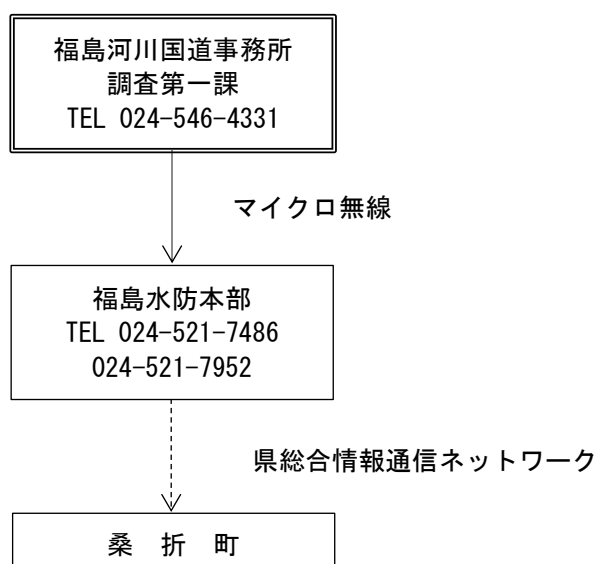 福島河川国道事務所
調査第一課
TEL 024-546-4331
マイクロ無線
福島水防本部
TEL 024-521-7486
024-521-7952
県総合情報通信ネットワーク
桑 折 町